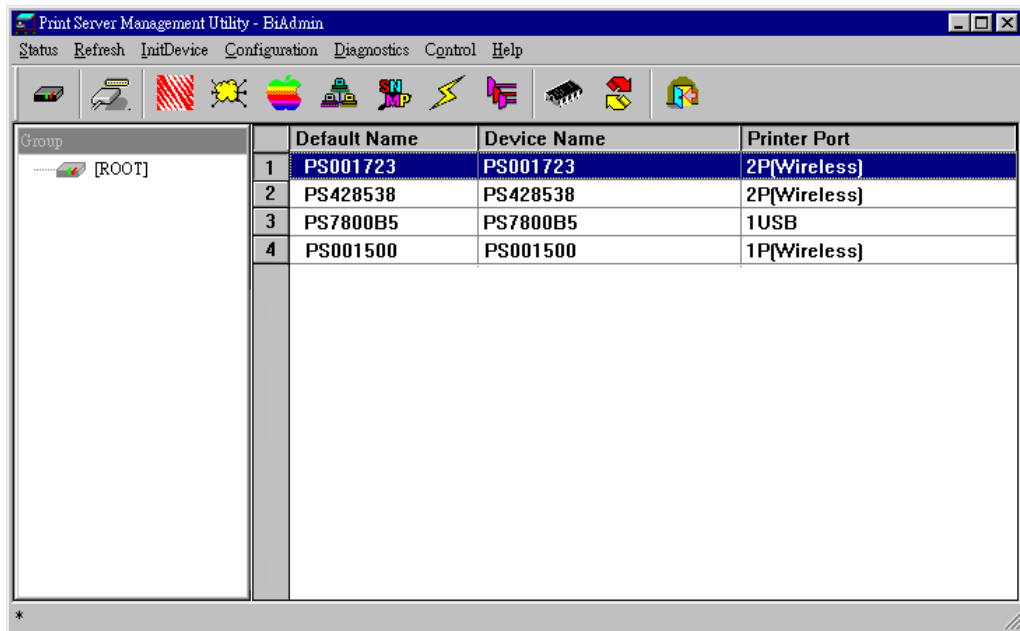 Print Server Management Utility - BiAdmin
Status Refresh InitDevice Configuration Diagnostics Control Help
SNMP
Group
[ROOT]
Default Name Device Name Printer Port
1 PS001723 PS001723 2P(Wireless)
2 PS428538 PS428538 2P(Wireless)
3 PS7800B5 PS7800B5 1USB
4 PS001500 PS001500 1P(Wireless)
*